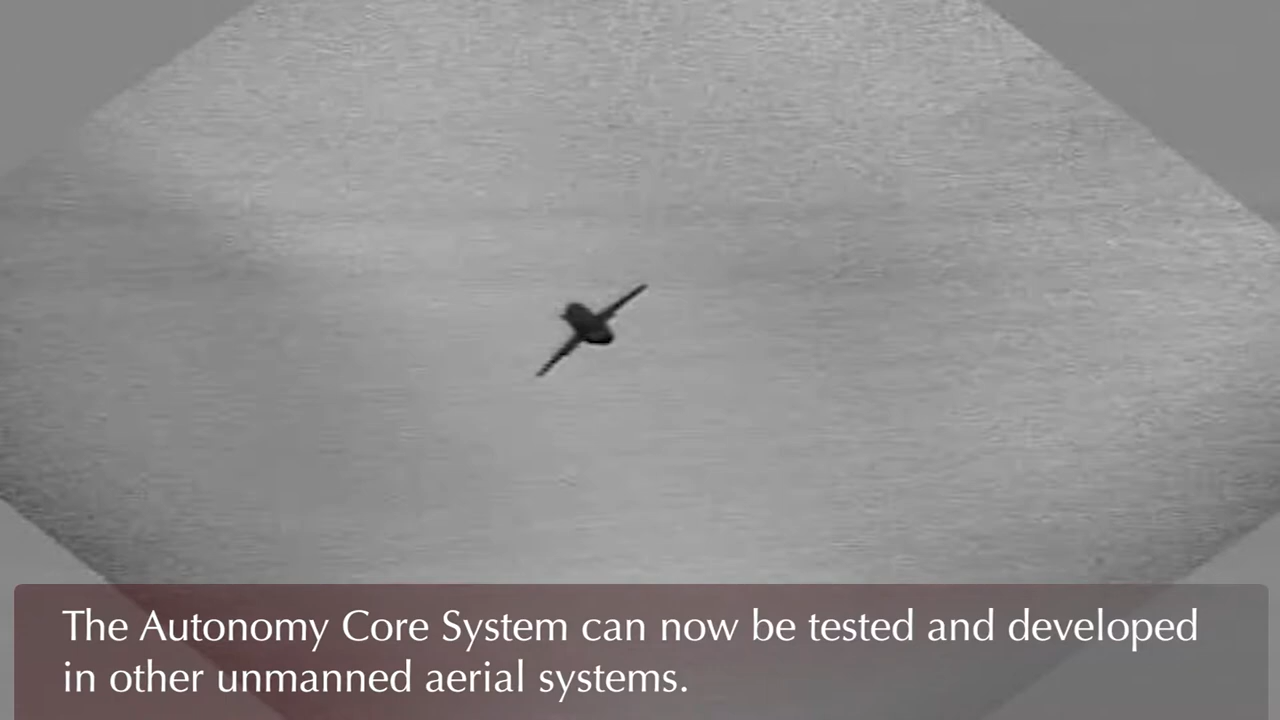 The Autonomy Core System can now be tested and developed
in other unmanned aerial systems.